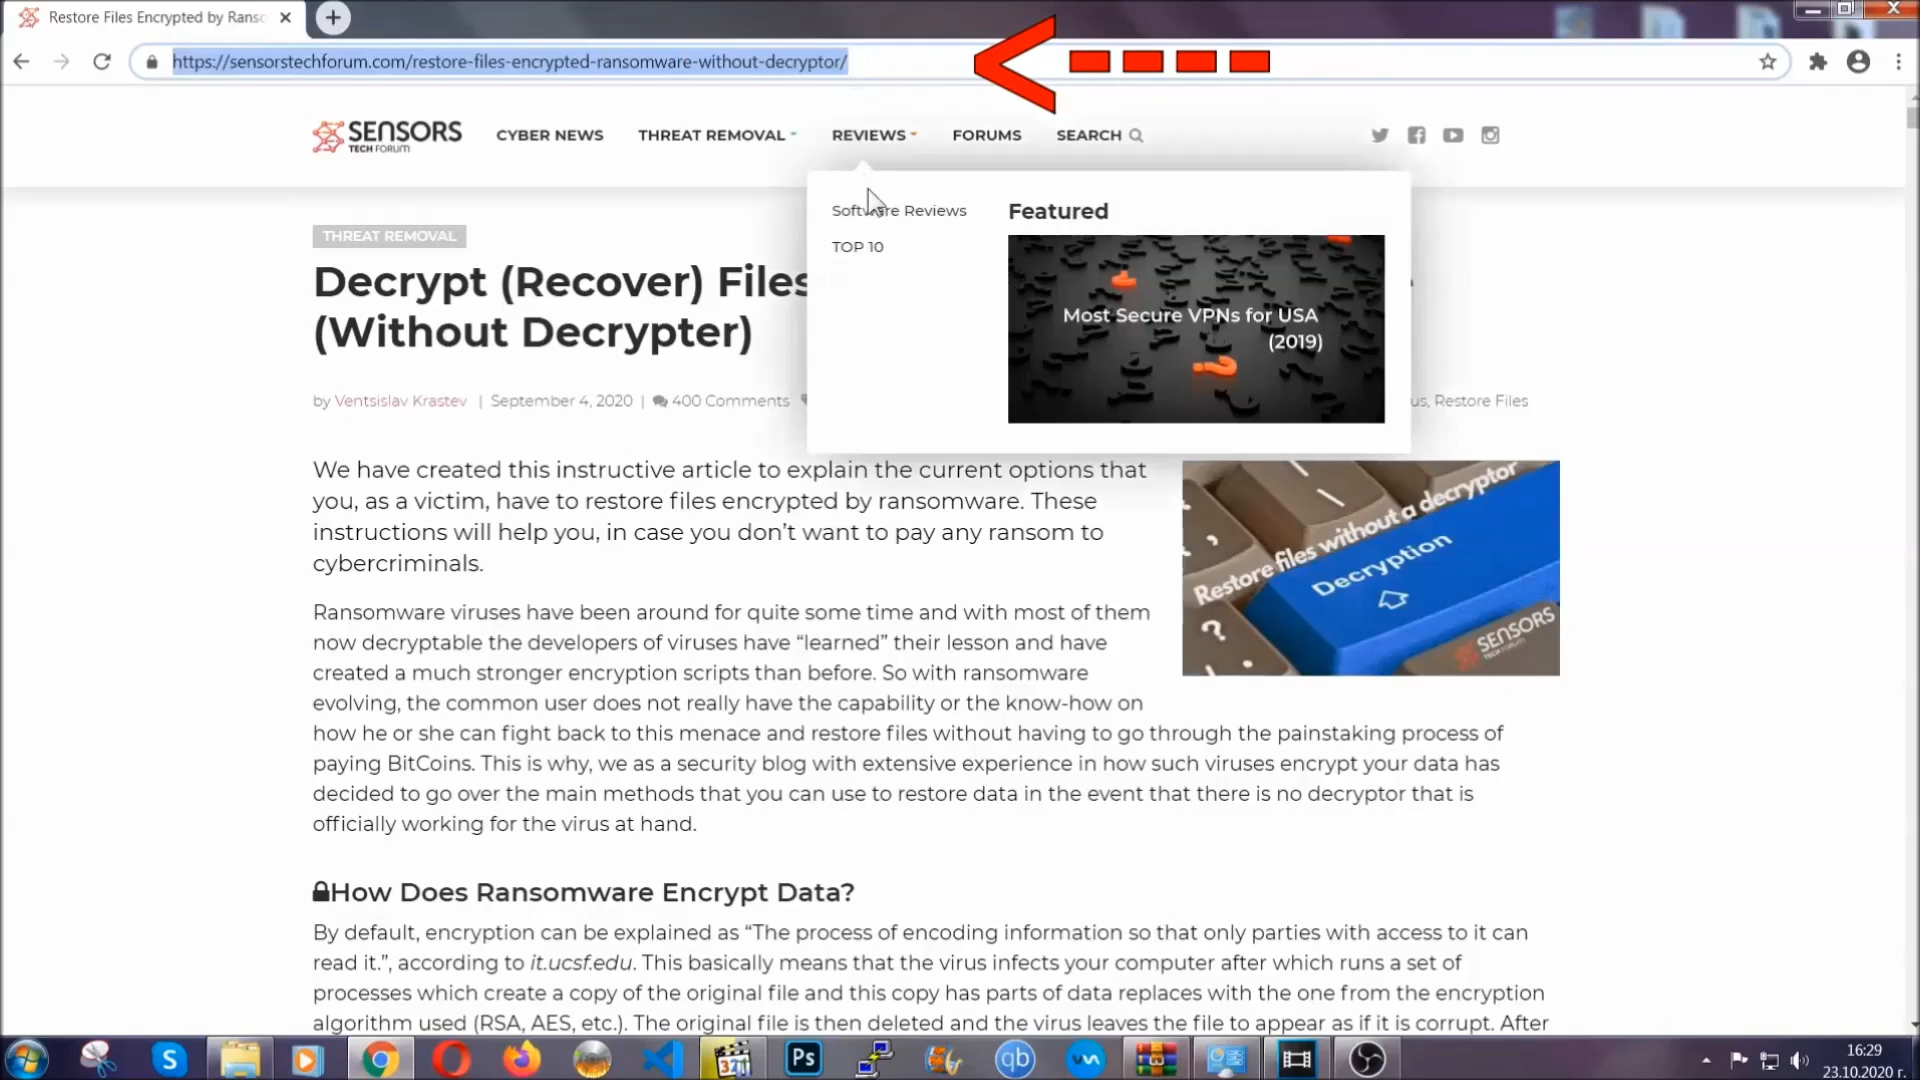 Restore Files Encrypted by Ranso
https://sensorstechforum.com/restore-files-encrypted-ransomware-without-decryptor/
SENSORS
TECH FORUM
CYBER NEWS
THREAT REMOVAL
REVIEWS
FORUMS
SEARCH
Software Reviews
TOP 10
Featured
Most Secure VPNs for USA
(2019)
THREAT REMOVAL
Decrypt (Recover) Files
(Without Decrypter)
by Ventsislav Krastev | September 4, 2020 | 400 Comments
us, Restore Files
We have created this instructive article to explain the current options that
you, as a victim, have to restore files encrypted by ransomware. These
instructions will help you, in case you don’t want to pay any ransom to
cybercriminals.
Restore files without a decryptor
Decryption
?
SENSORS
TECH FORUM
Ransomware viruses have been around for quite some time and with most of them
now decryptable the developers of viruses have “learned” their lesson and have
created a much stronger encryption scripts than before. So with ransomware
evolving, the common user does not really have the capability or the know-how on
how he or she can fight back to this menace and restore files without having to go through the painstaking process of
paying BitCoins. This is why, we as a security blog with extensive experience in how such viruses encrypt your data has
decided to go over the main methods that you can use to restore data in the event that there is no decryptor that is
officially working for the virus at hand.
How Does Ransomware Encrypt Data?
By default, encryption can be explained as “The process of encoding information so that only parties with access to it can
read it.”, according to it.ucsf.edu. This basically means that the virus infects your computer after which runs a set of
processes which create a copy of the original file and this copy has parts of data replaces with the one from the encryption
algorithm used (RSA, AES, etc.). The original file is then deleted and the virus leaves the file to appear as if it is corrupt. After
S
321
Ps
qb
16:29
23.10.2020 г.